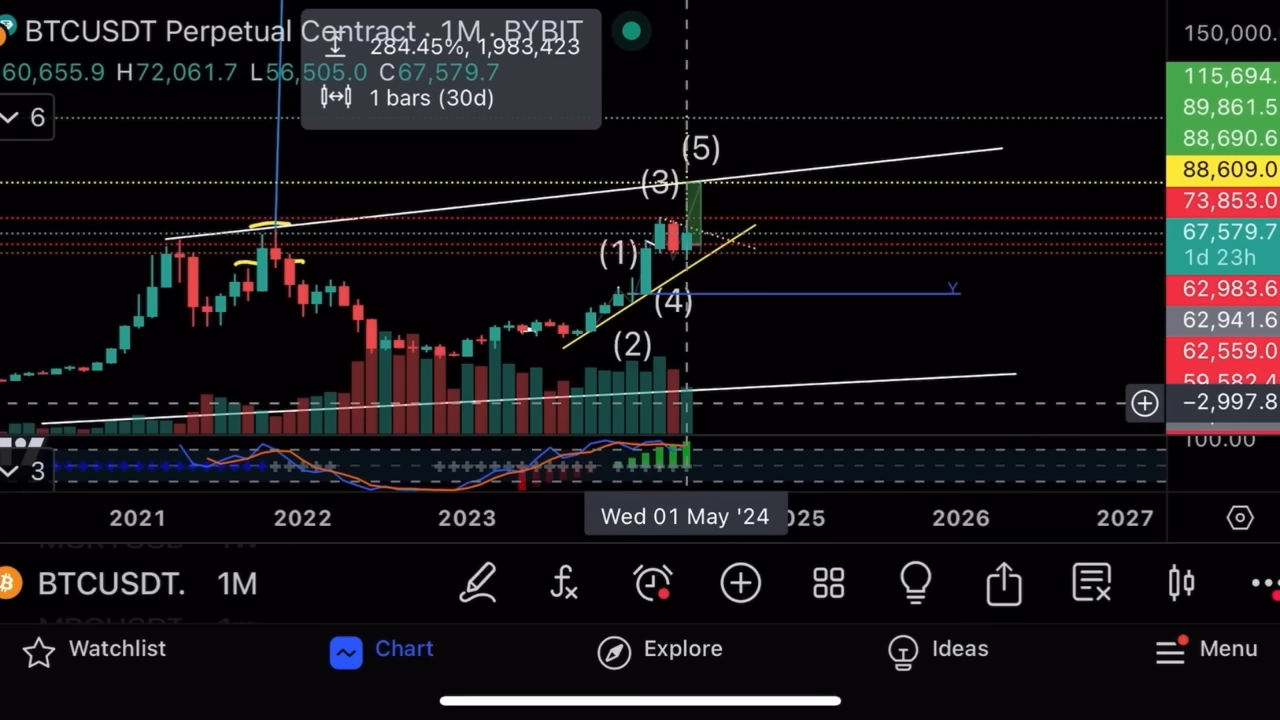 BTCUSDT Perpetual Contract · 1M · BYBIT
284.45%, 1,983,423
60,655.9 H72,061.7 L56,505.0 C67,579.7
1 bars (30d)
6
150,000.
115,694.
89,861.5
88,690.6
88,609.0
73,853.0
67,579.7
1d 23h
62,983.6
62,941.6
62,559.0
59,582.4
−2,997.8
100.00
(5)
(3)
(1)
(4)
(2)
Y
3
2021 2022 2023 Wed 01 May '24 025 2026 2027
BTCUSDT. 1M
Watchlist Chart Explore Ideas Menu